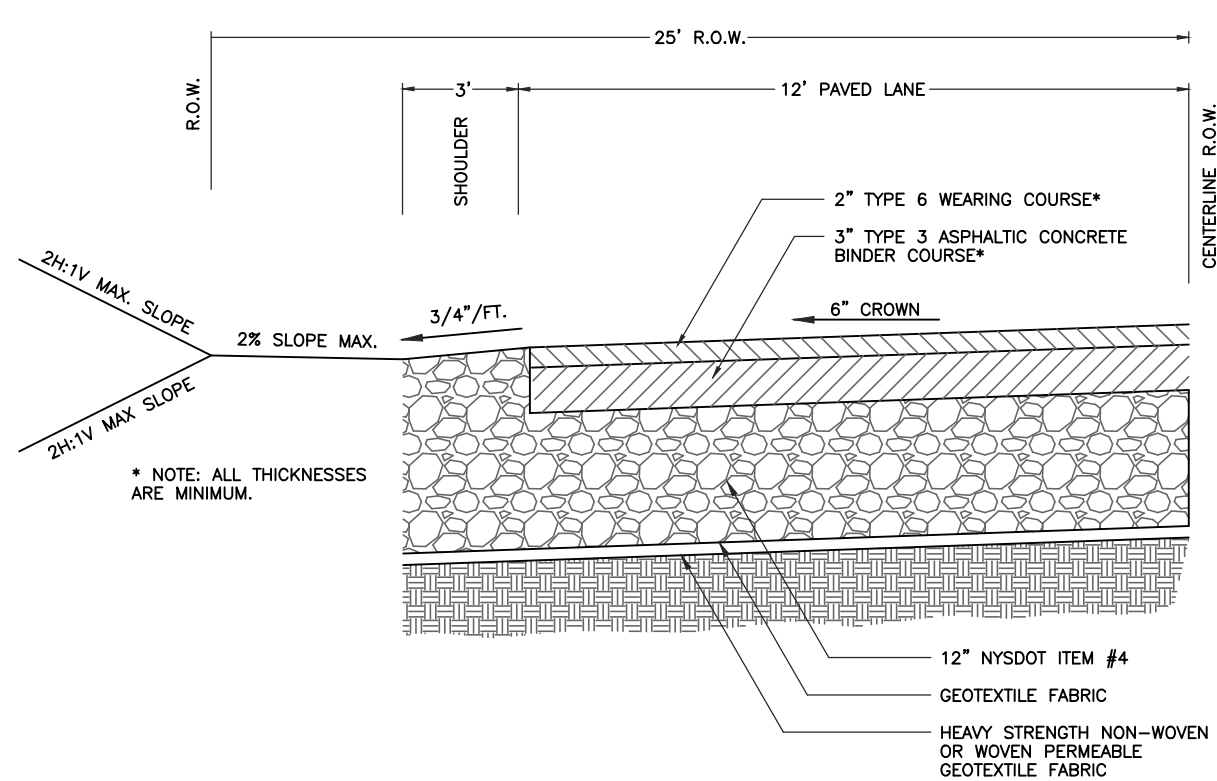 25' R.O.W.
R.O.W.
3'
12' PAVED LANE
SHOULDER
CENTERLINE R.O.W.
2" TYPE 6 WEARING COURSE*
3" TYPE 3 ASPHALTIC CONCRETE
BINDER COURSE*
2H:1V MAX. SLOPE
2% SLOPE MAX.
3/4"/FT.
6" CROWN
2H:1V MAX SLOPE
* NOTE: ALL THICKNESSES
ARE MINIMUM.
12" NYSDOT ITEM #4
GEOTEXTILE FABRIC
HEAVY STRENGTH NON-WOVEN
OR WOVEN PERMEABLE
GEOTEXTILE FABRIC